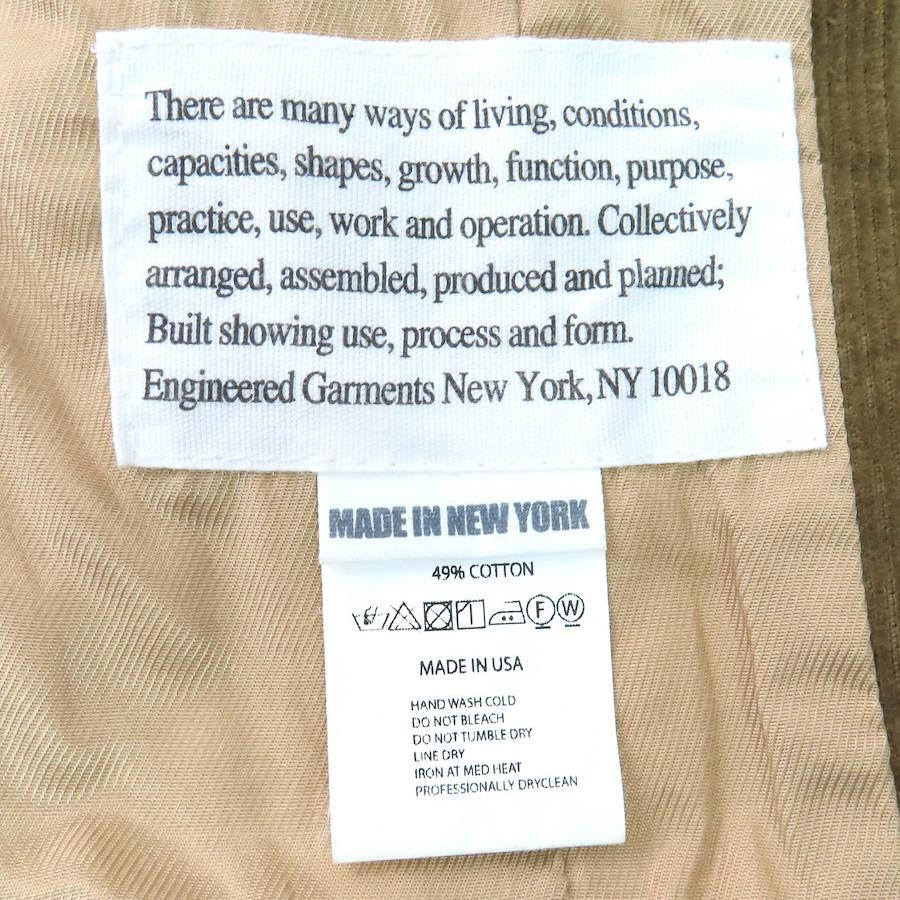 There are many ways of living, conditions,
capacities, shapes, growth, function, purpose,
practice, use, work and operation. Collectively
arranged, assembled, produced and planned;
Built showing use, process and form.
Engineered Garments New York, NY 10018
MADE IN NEW YORK
49% COTTON
F W
MADE IN USA
HAND WASH COLD
DO NOT BLEACH
DO NOT TUMBLE DRY
LINE DRY
IRON AT MED HEAT
PROFESSIONALLY DRYCLEAN